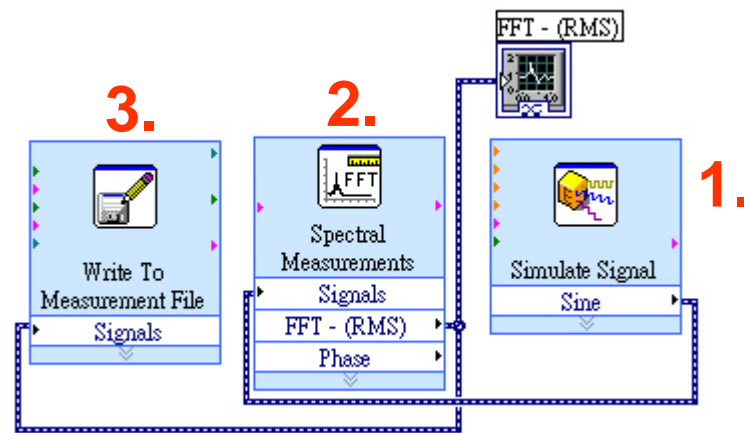 FFT - (RMS)
3.
2.
1.
FFT
Write To
Measurement File
Signals
Spectral
Measurements
Signals
FFT - (RMS)
Phase
Simulate Signal
Sine